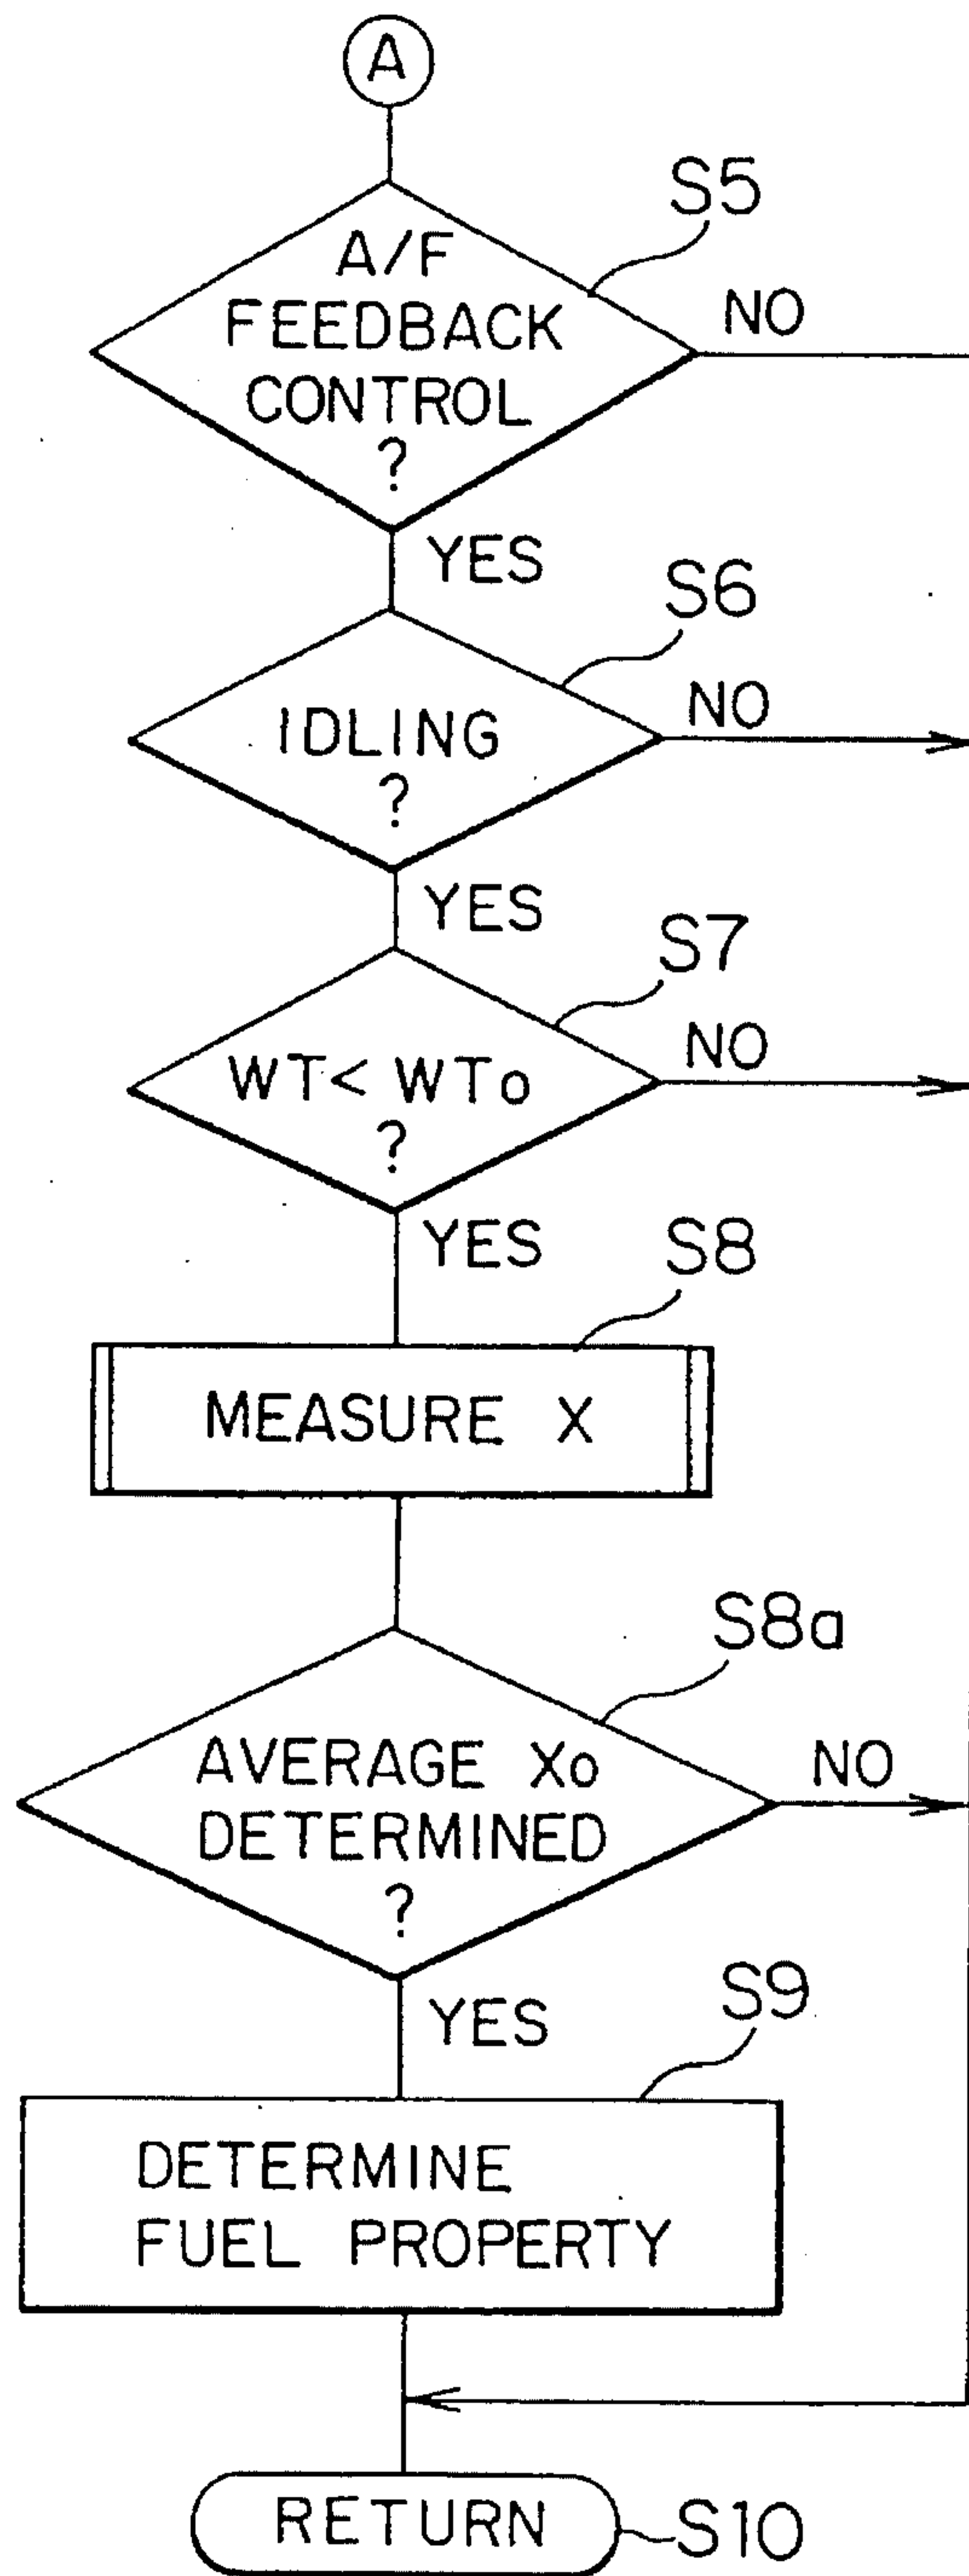 A
S5
A/F
FEEDBACK
CONTROL
?
NO
YES
S6
IDLING
?
NO
YES
S7
WT< WTo
?
NO
YES
S8
MEASURE X
S8a
AVERAGE Xo
DETERMINED
?
NO
YES
S9
DETERMINE
FUEL PROPERTY
RETURN
S10